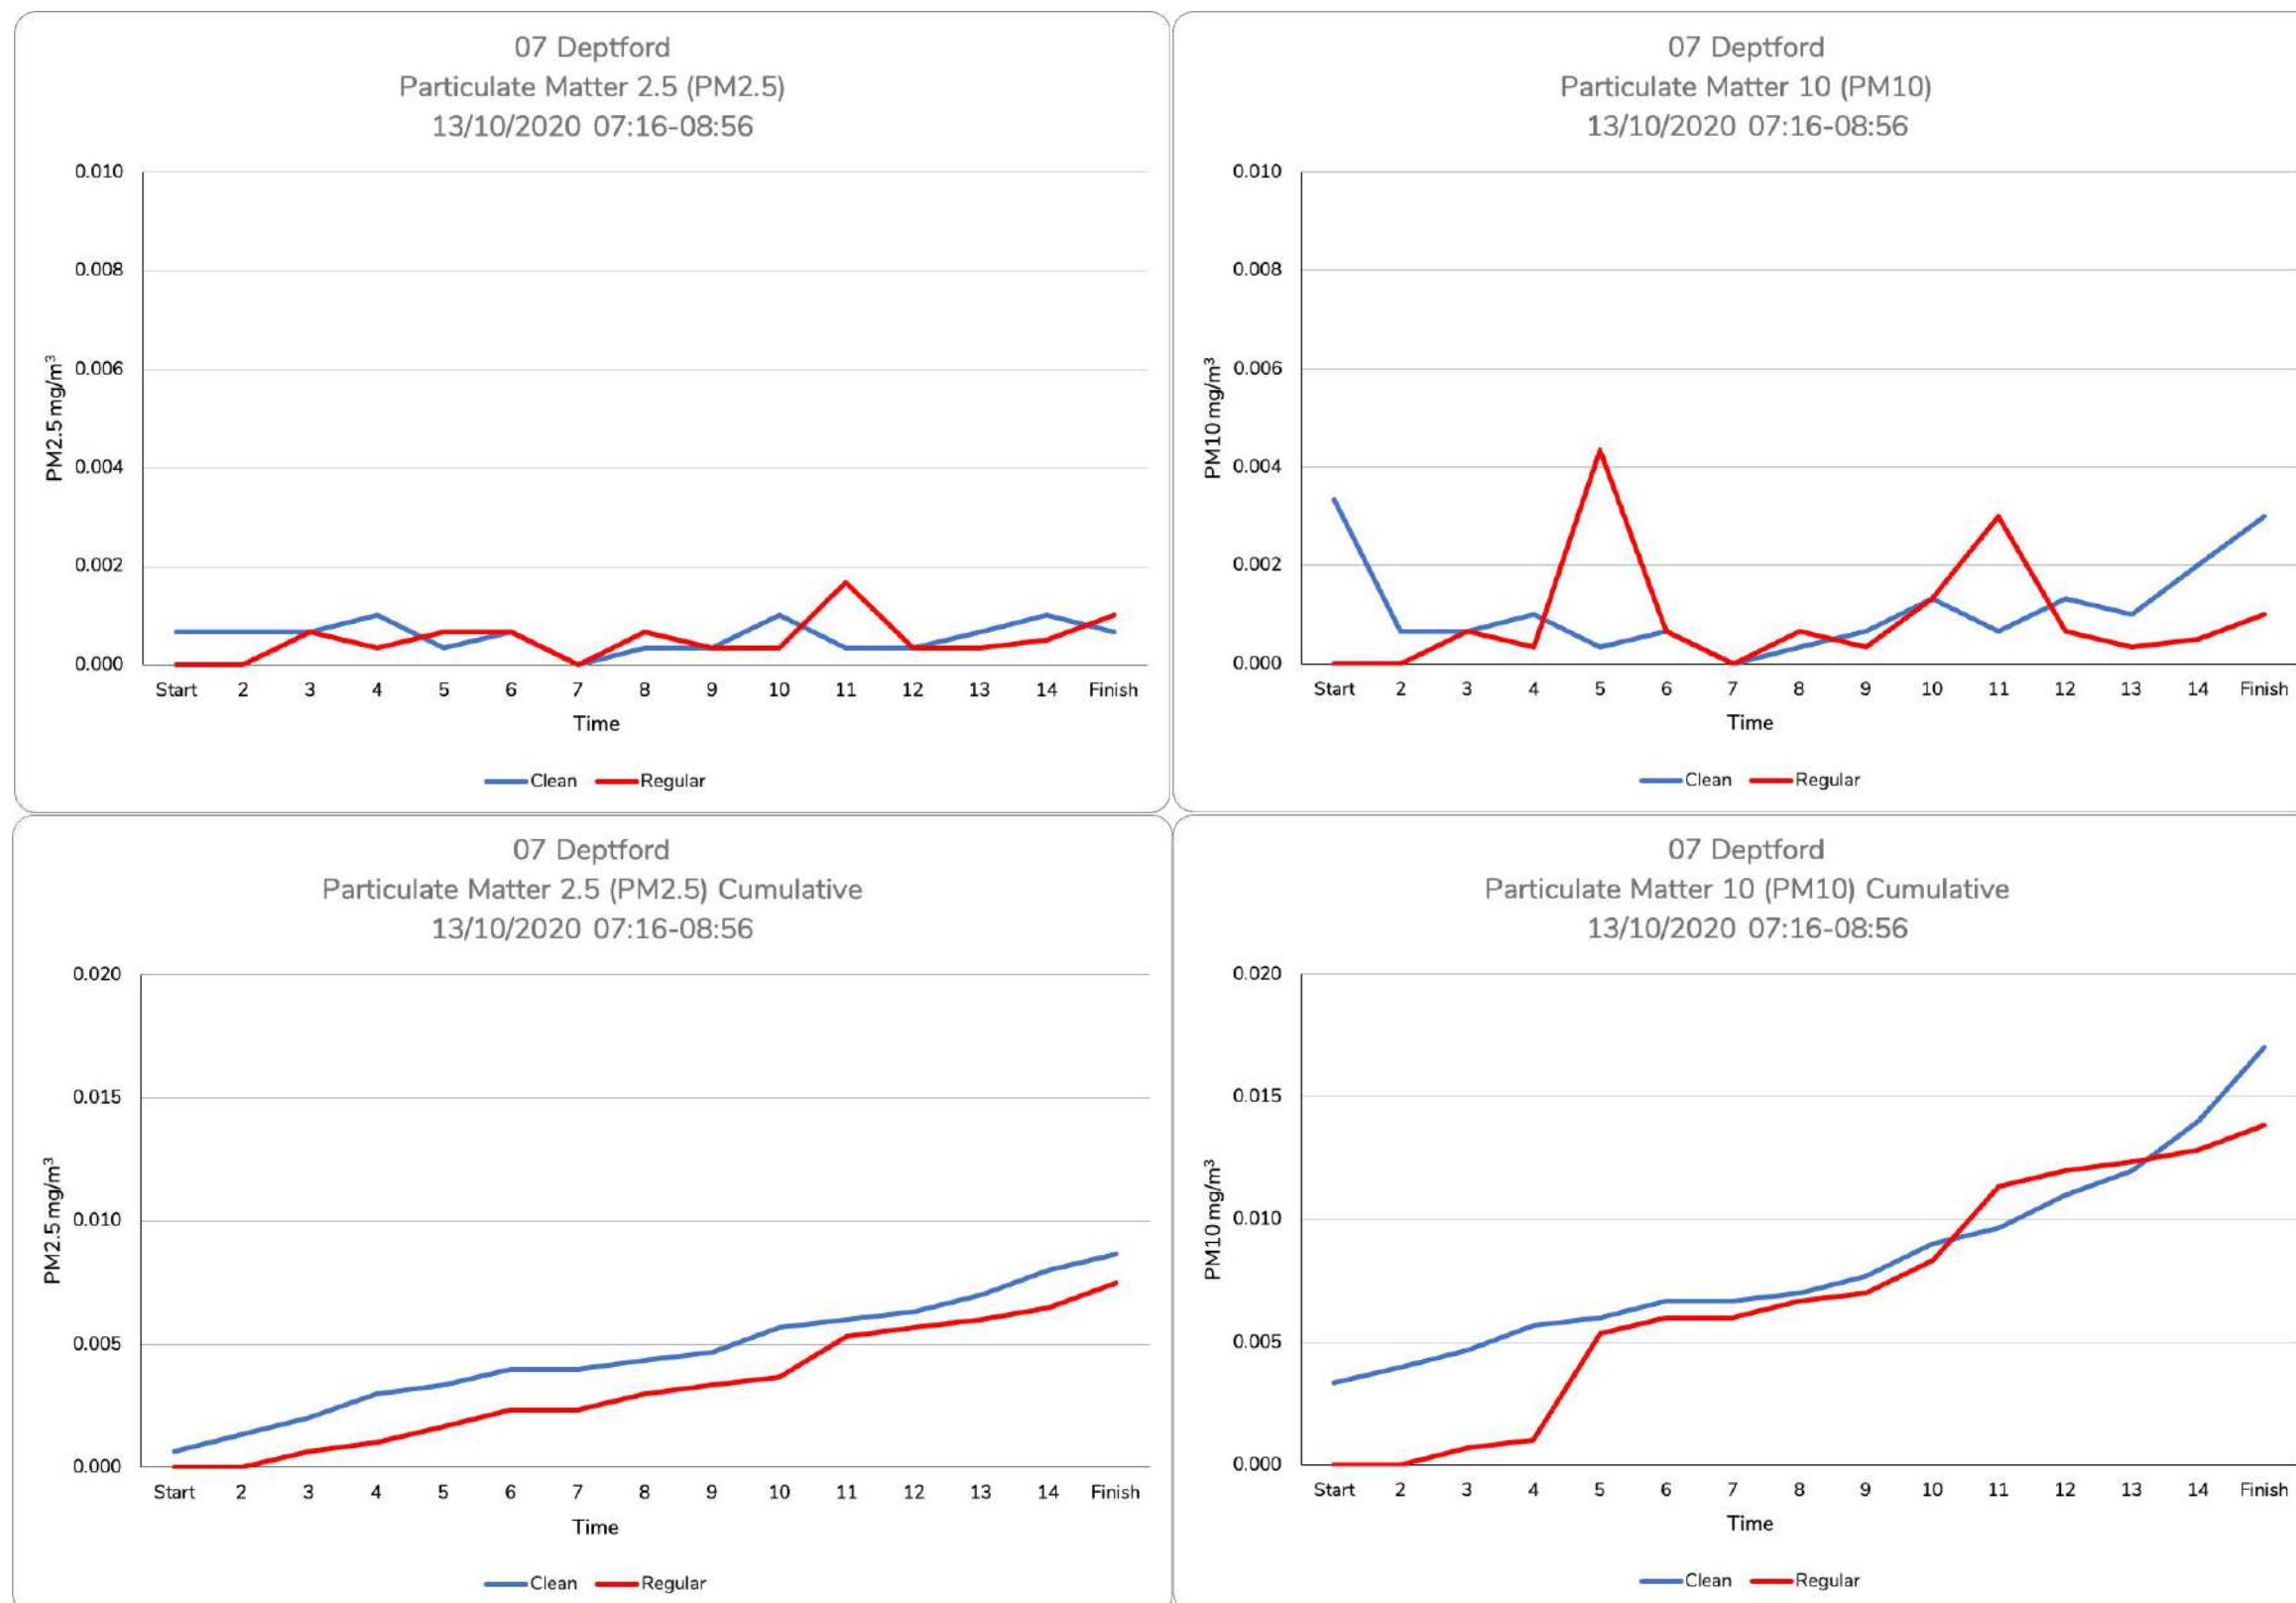 07 Deptford
Particulate Matter 2.5 (PM2.5)
13/10/2020 07:16-08:56
0.010
0.008
0.006
0.004
0.002
0.000
PM2.5 mg/m³
Start 2 3 4 5 6 7 8 9 10 11 12 13 14 Finish
Time
Clean Regular
07 Deptford
Particulate Matter 10 (PM10)
13/10/2020 07:16-08:56
0.010
0.008
0.006
0.004
0.002
0.000
PM10 mg/m³
Start 2 3 4 5 6 7 8 9 10 11 12 13 14 Finish
Time
Clean Regular
07 Deptford
Particulate Matter 2.5 (PM2.5) Cumulative
13/10/2020 07:16-08:56
0.020
0.015
0.010
0.005
0.000
PM2.5 mg/m³
Start 2 3 4 5 6 7 8 9 10 11 12 13 14 Finish
Time
Clean Regular
07 Deptford
Particulate Matter 10 (PM10) Cumulative
13/10/2020 07:16-08:56
0.020
0.015
0.010
0.005
0.000
PM10 mg/m³
Start 2 3 4 5 6 7 8 9 10 11 12 13 14 Finish
Time
Clean Regular